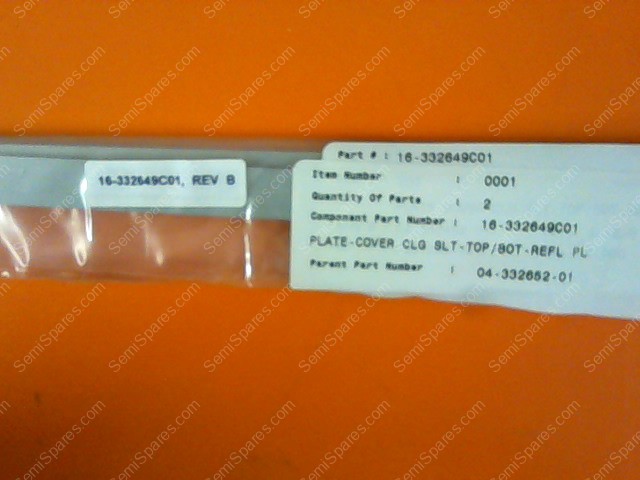 16-332649C01, REV B
Part # : 16-332649C01
Item Number : 0001
Quantity Of Parts : 2
Component Part Number : 16-332649C01
PLATE-COVER CLG SLT-TOP/BOT-REFL PL
Parent Part Number : 04-332652-01
SemiSpares.com